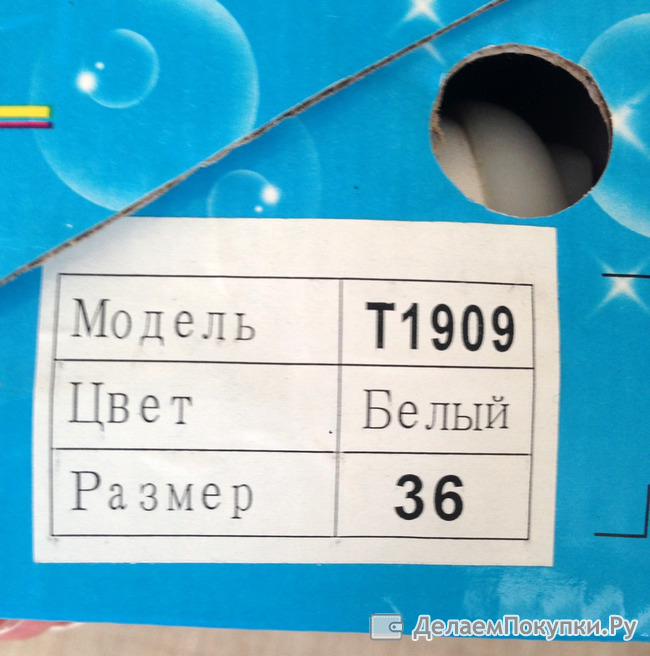 Модель T1909
Цвет Белый
Размер 36
ДелаемПокупки.Ру